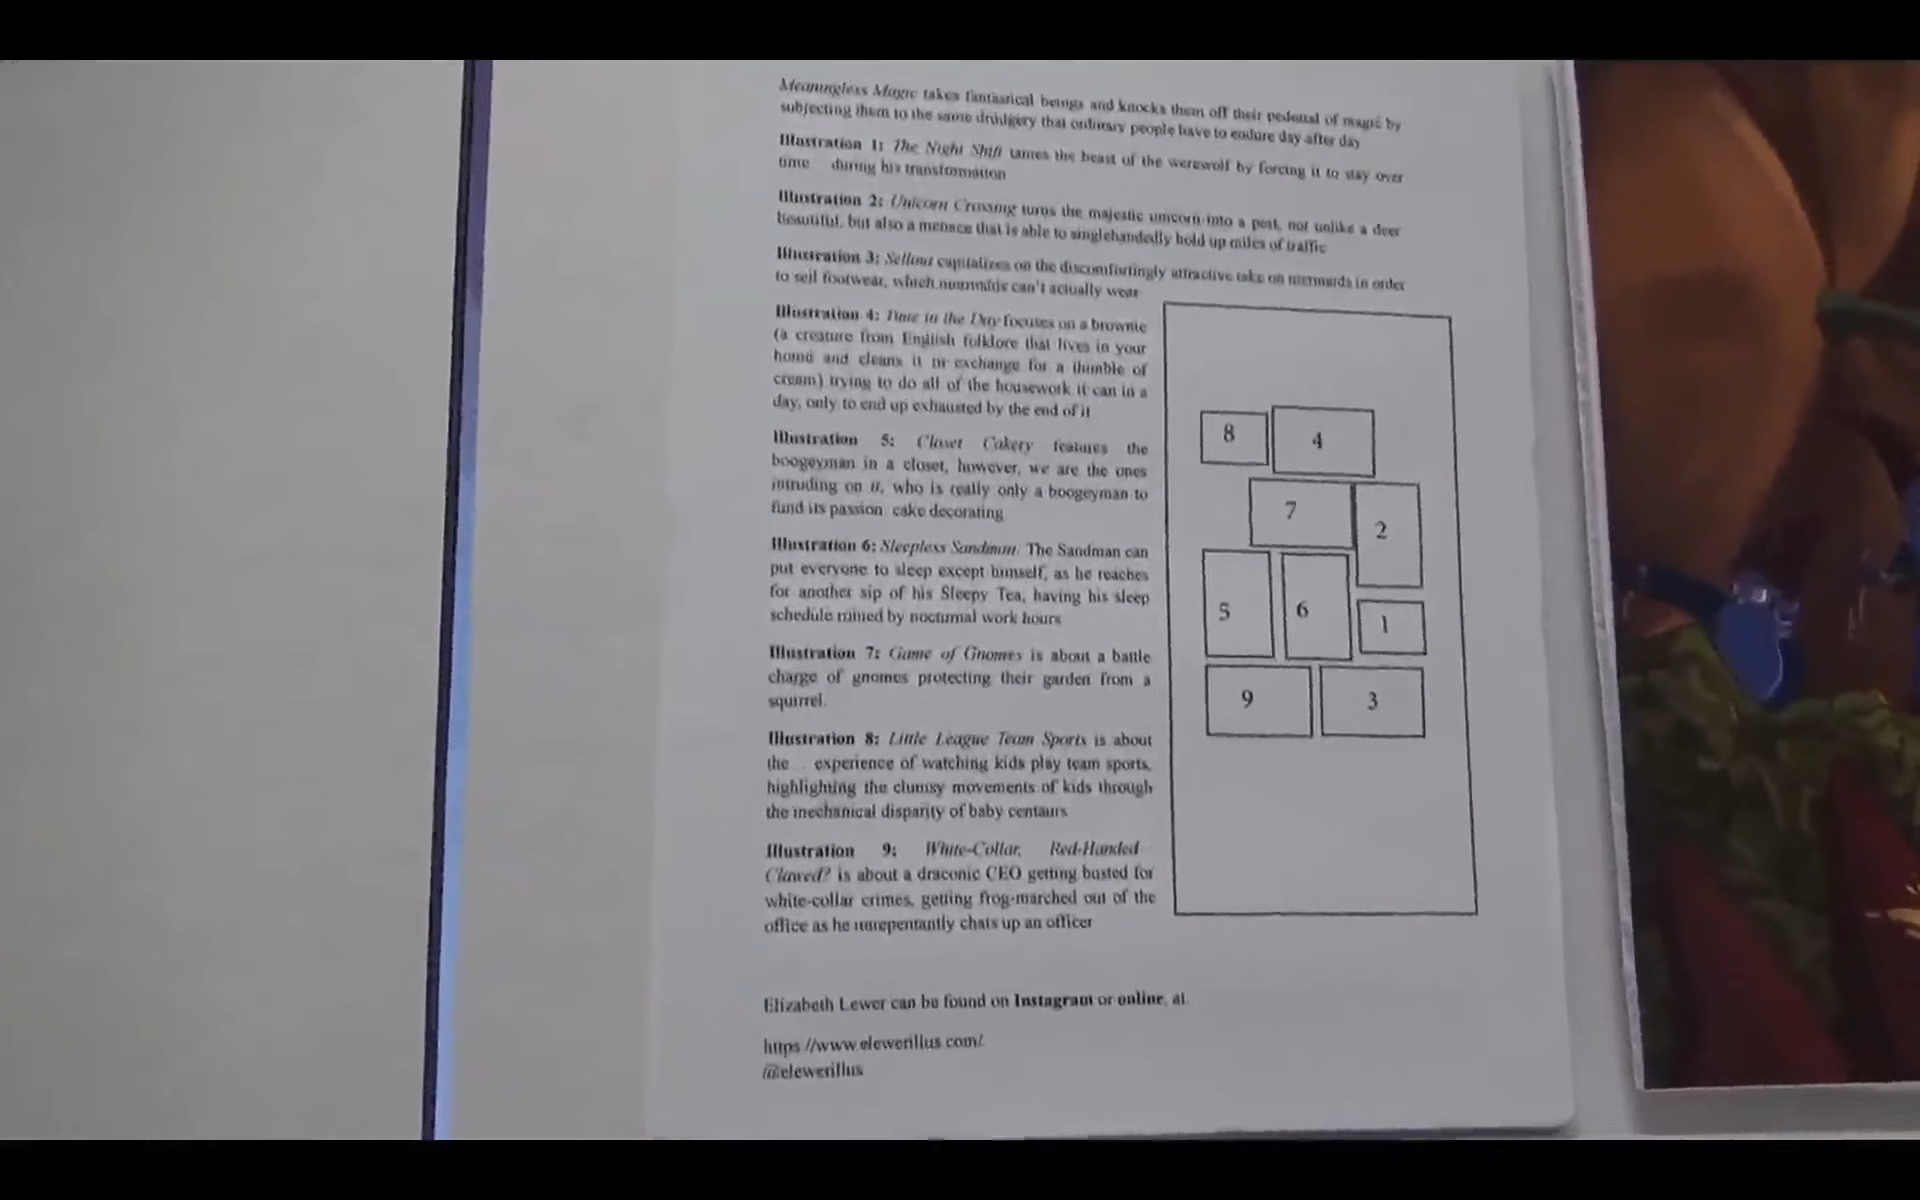 Meaningless Magic takes fantastical beings and knocks them off their pedestal of magic by
subjecting them to the same drudgery that ordinary people have to endure day after day
Illustration 1: The Night Shift tames the beast of the werewolf by forcing it to stay over
time during his transformation
Illustration 2: Unicorn Crossing turns the majestic unicorn into a pest, not unlike a deer
beautiful, but also a menace that is able to singlehandedly hold up miles of traffic
Illustration 3: Sellout capitalizes on the discomfortingly attractive take on mermaids in order
to sell footwear, which mermaids can't actually wear
Illustration 4: Time in the Day focuses on a brownie
(a creature from English folklore that lives in your
home and cleans it in exchange for a thimble of
cream) trying to do all of the housework it can in a
day, only to end up exhausted by the end of it
Illustration 5: Closet Cakery features the
boogeyman in a closet, however, we are the ones
intruding on it, who is really only a boogeyman to
fund its passion cake decorating
Illustration 6: Sleepless Sandman. The Sandman can
put everyone to sleep except himself, as he reaches
for another sip of his Sleepy Tea, having his sleep
schedule ruined by nocturnal work hours
Illustration 7: Game of Gnomes is about a battle
charge of gnomes protecting their garden from a
squirrel.
Illustration 8: Little League Team Sports is about
the experience of watching kids play team sports,
highlighting the clumsy movements of kids through
the mechanical disparity of baby centaurs
Illustration 9: White-Collar, Red-Handed
Clawed? is about a draconic CEO getting busted for
white-collar crimes, getting frog-marched out of the
office as he unrepentantly chats up an officer
8 4
7 2
5 6 1
9 3
Elizabeth Lewer can be found on Instagram or online, at
https://www.elewerillus.com/
@elewerillus